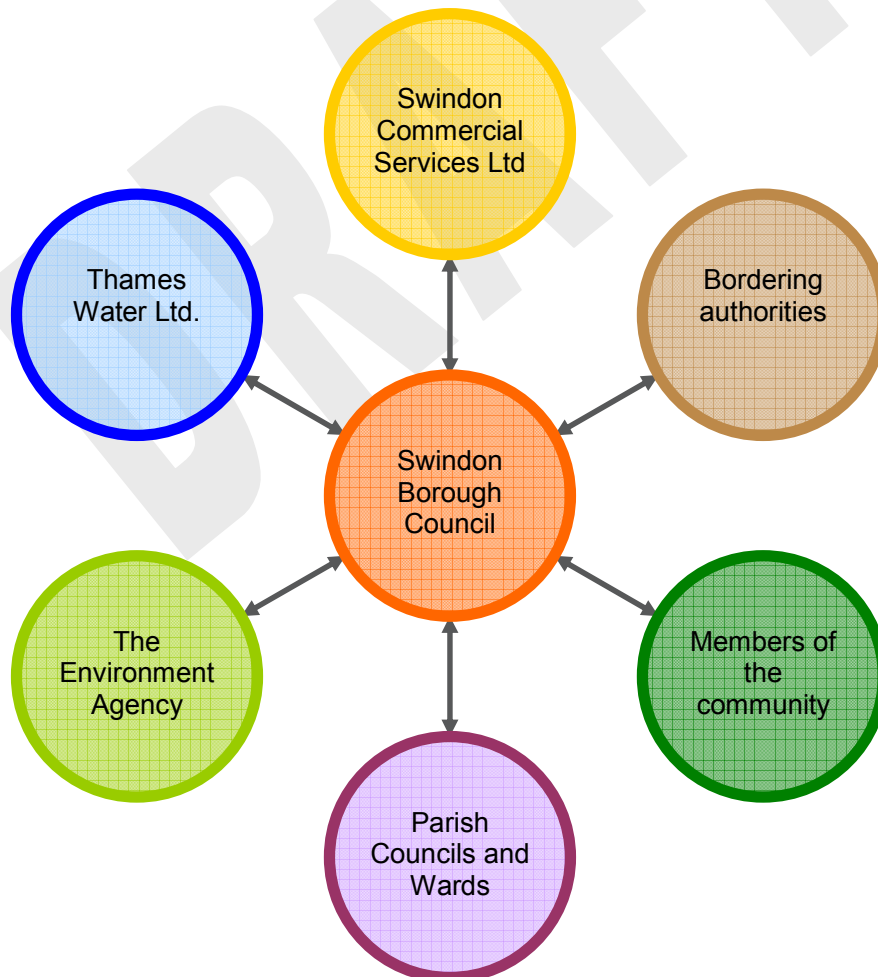 DRAFT
Swindon
Commercial
Services Ltd
Thames
Water Ltd.
Bordering
authorities
Swindon
Borough
Council
The
Environment
Agency
Members of
the
community
Parish
Councils and
Wards